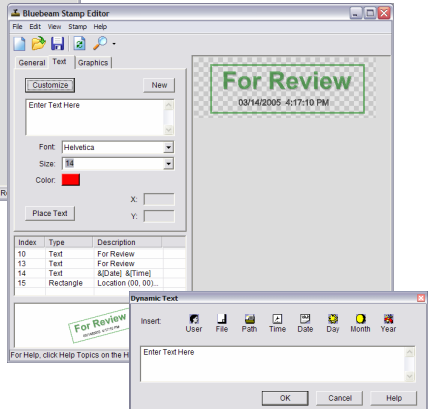 Bluebeam Stamp Editor
File Edit View Stamp Help
General Text Graphics
Customize New
Enter Text Here
Font: Helvetica
Size: 14
Color:
X:
Place Text Y:
For Review
03/14/2005 4:17:10 PM
Index Type Description
10 Text For Review
13 Text For Review
14 Text &[Date] &[Time]
15 Rectangle Location (00, 00)...
For Review
For Help, click Help Topics on the H
Dynamic Text
Insert: User File Path Time Date Day Month Year
Enter Text Here
OK Cancel Help